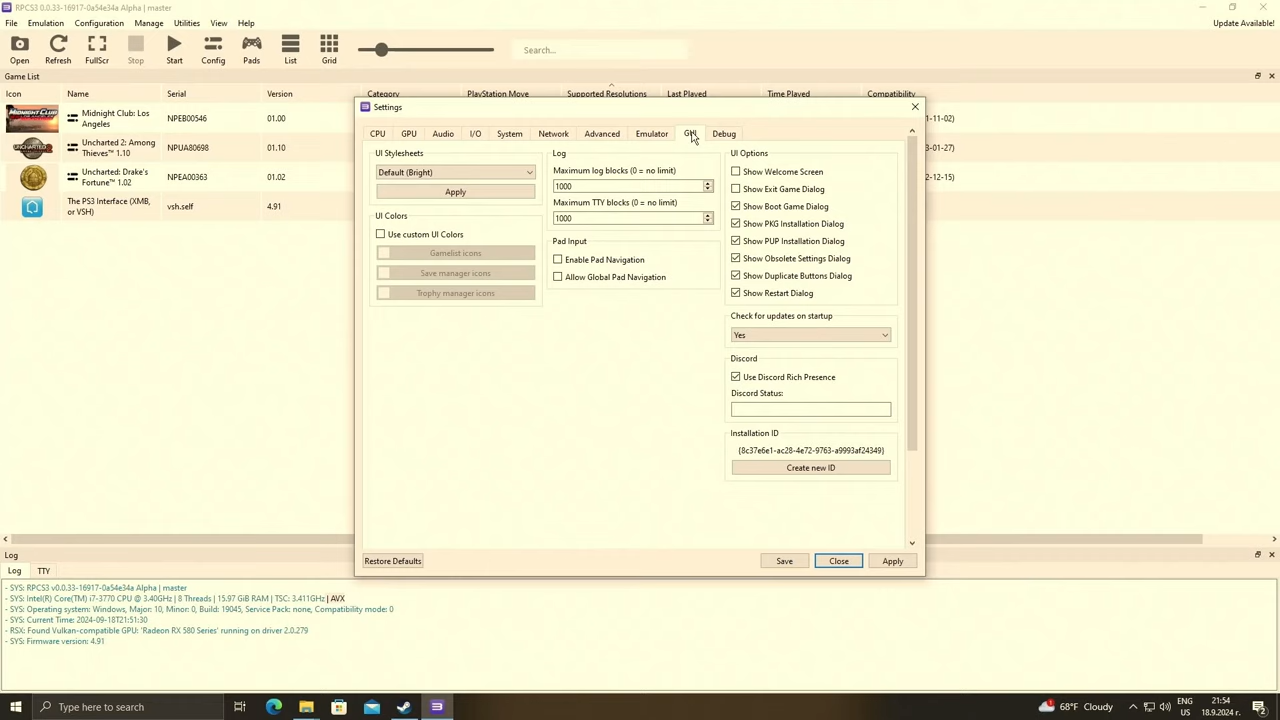 RPCS3 0.0.33-16917-0a54e34a Alpha | master
File Emulation Configuration Manage Utilities View Help
Update Available!
Open Refresh FullScr Stop Start Config Pads List Grid
Search...
Game List
Icon Name Serial Version Category PlayStation Move Supported Resolutions Last Played Time Played Compatibility
Midnight Club: Los
Angeles
NPEB00546 01.00
-11-02)
Uncharted 2: Among
Thieves™ 1.10
NPUA80698 01.10
-03-27)
Uncharted: Drake's
Fortune™ 1.02
NPEA00363 01.02
-12-15)
The PS3 Interface (XMB,
or VSH)
vsh.self 4.91
Settings
CPU GPU Audio I/O System Network Advanced Emulator GUI Debug
UI Stylesheets
Default (Bright)
Apply
UI Colors
Use custom UI Colors
Gamelist icons
Save manager icons
Trophy manager icons
Log
Maximum log blocks (0 = no limit)
1000
Maximum TTY blocks (0 = no limit)
1000
Pad Input
Enable Pad Navigation
Allow Global Pad Navigation
UI Options
Show Welcome Screen
Show Exit Game Dialog
Show Boot Game Dialog
Show PKG Installation Dialog
Show PUP Installation Dialog
Show Obsolete Settings Dialog
Show Duplicate Buttons Dialog
Show Restart Dialog
Check for updates on startup
Yes
Discord
Use Discord Rich Presence
Discord Status:
Installation ID
{8c37e6e1-ac28-4e72-9763-a9993af24349}
Create new ID
Restore Defaults
Save Close Apply
Log
Log TTY
- SYS: RPCS3 v0.0.33-16917-0a54e34a Alpha | master
- SYS: Intel(R) Core(TM) i7-3770 CPU @ 3.40GHz | 8 Threads | 15.97 GiB RAM | TSC: 3.411GHz | AVX
- SYS: Operating system: Windows, Major: 10, Minor: 0, Build: 19045, Service Pack: none, Compatibility mode: 0
- SYS: Current Time: 2024-09-18T21:51:30
- RSX: Found Vulkan-compatible GPU: 'Radeon RX 580 Series' running on driver 2.0.279
- SYS: Firmware version: 4.91
Type here to search
68°F Cloudy
ENG
US
21:54
18.9.2024 г.
2